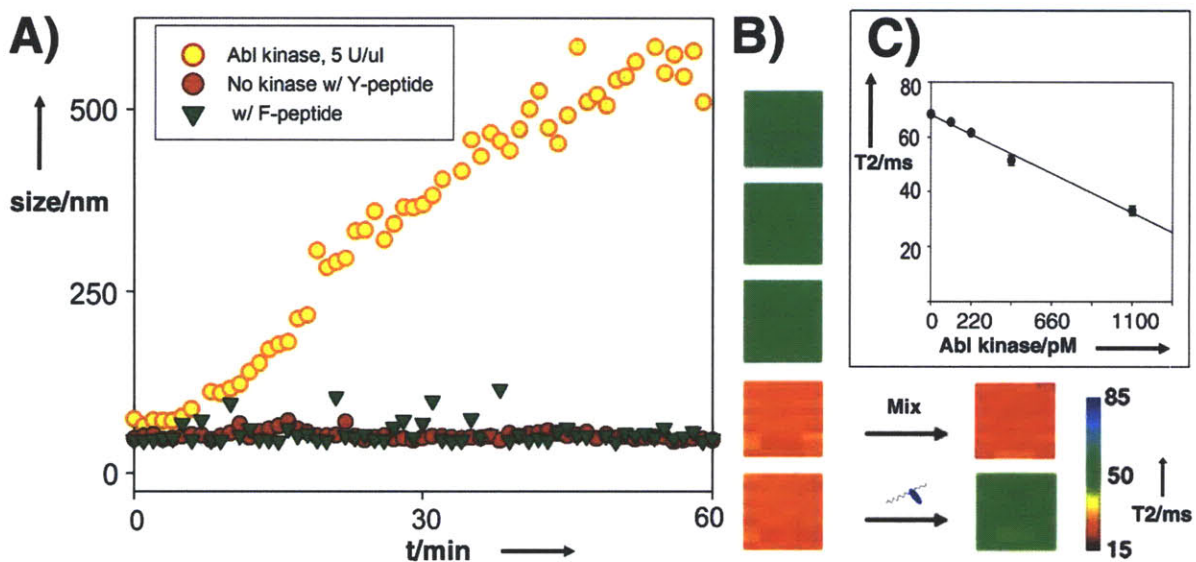 A)
Abl kinase, 5 U/ul
No kinase w/ Y-peptide
w/ F-peptide
size/nm
500
250
0
0
30
60
t/min
B)
C)
T2/ms
80
60
40
20
0
220
660
1100
Abl kinase/pM
Mix
85
50
15
T2/ms